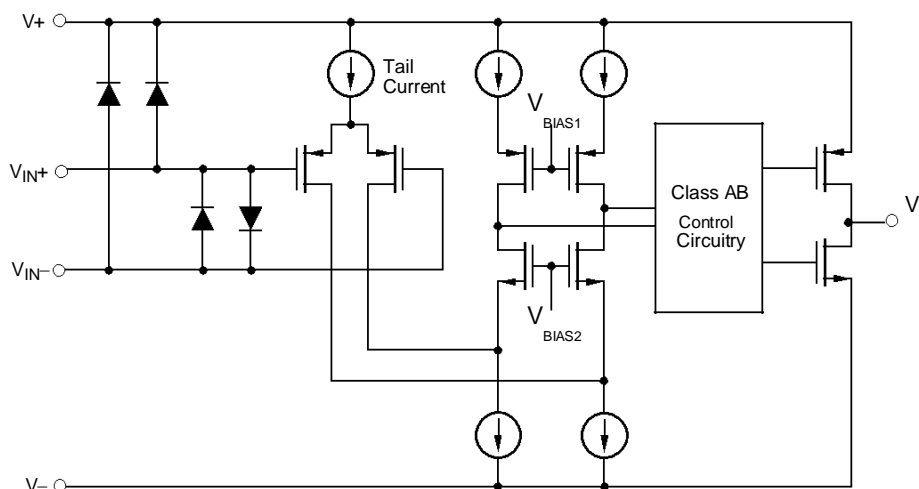 V+
Tail
Current
V
BIAS1
VIN+
Class AB
Control
Circuitry
V
VIN−
V
BIAS2
V−